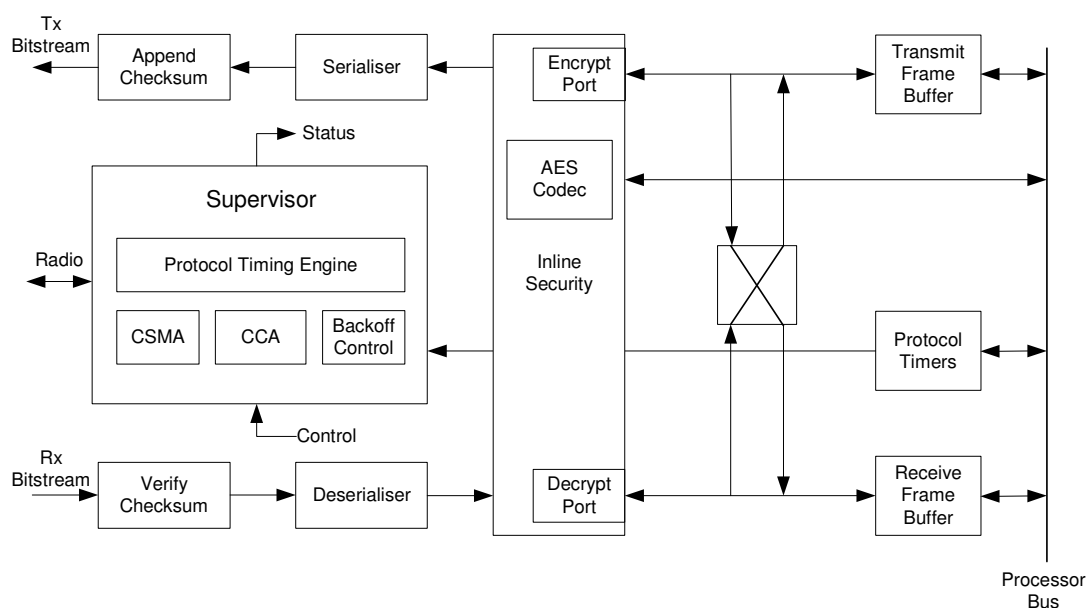 Tx
Bitstream
Append
Checksum
Serialiser
Encrypt
Port
Transmit
Frame
Buffer
Status
AES
Codec
Supervisor
Radio
Protocol Timing Engine
Inline
Security
CSMA
CCA
Backoff
Control
Protocol
Timers
Control
Rx
Bitstream
Verify
Checksum
Deserialiser
Decrypt
Port
Receive
Frame
Buffer
Processor
Bus